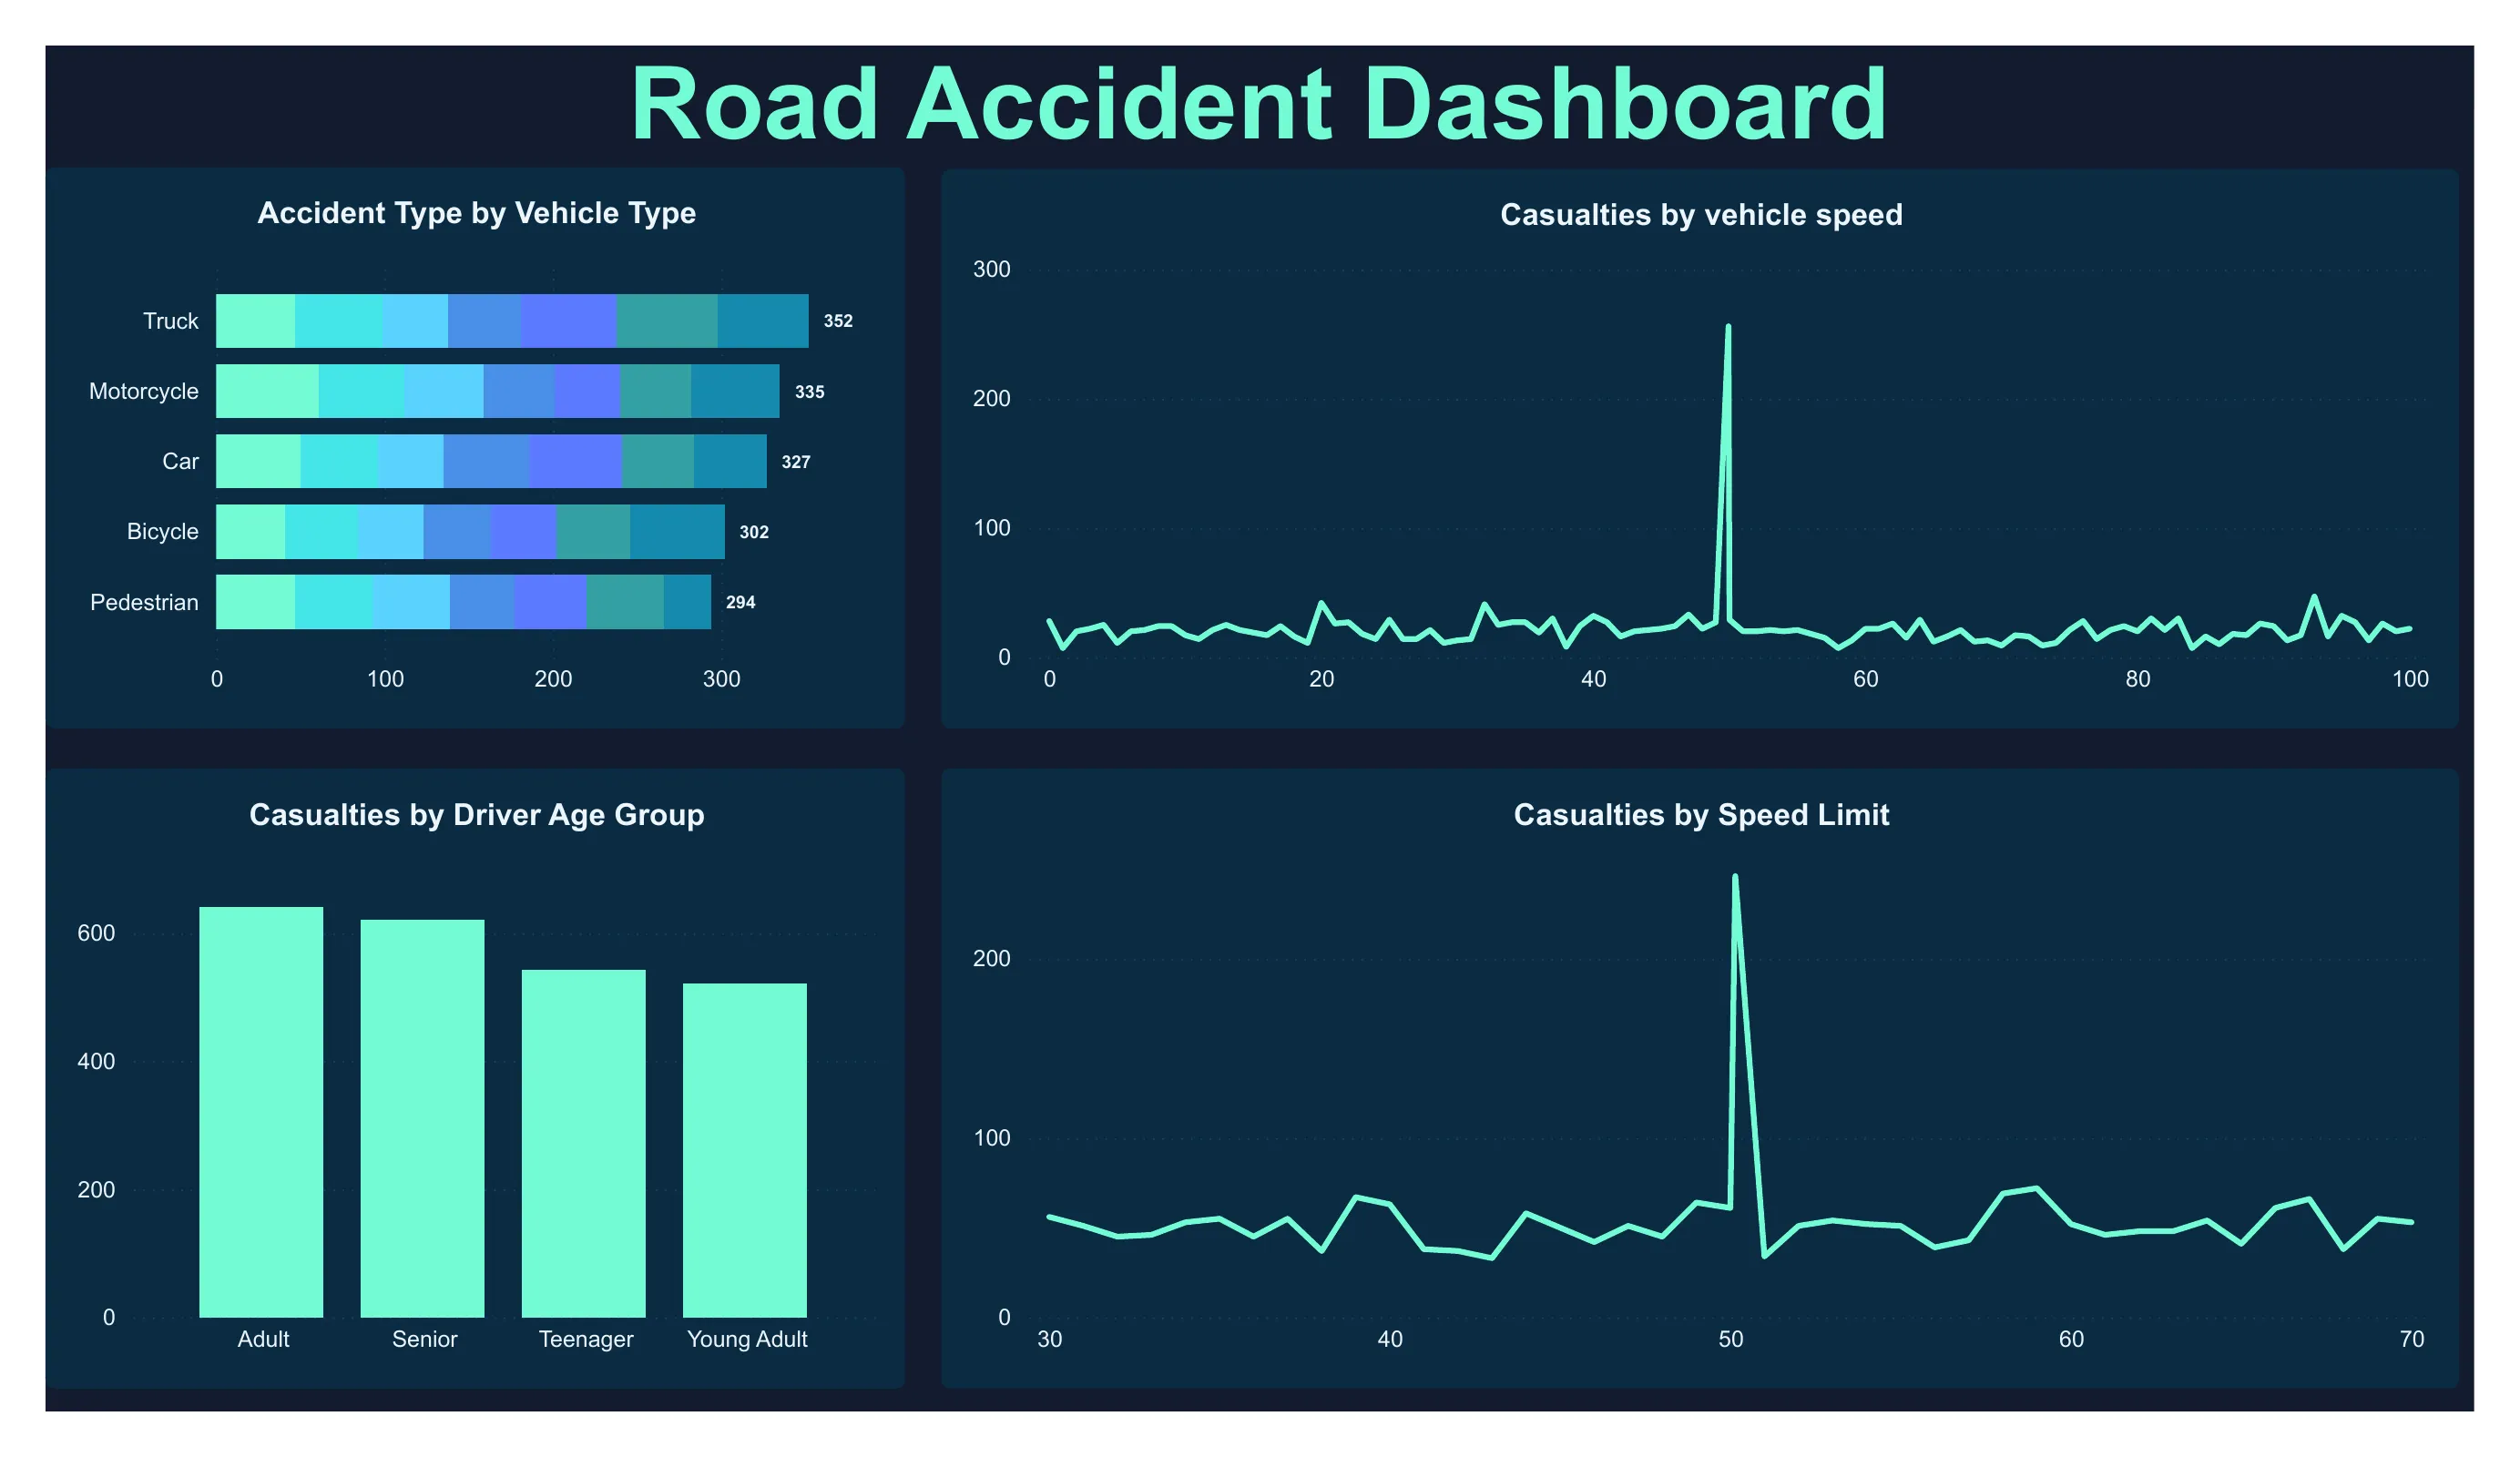 Road Accident Dashboard
Accident Type by Vehicle Type
Truck 352
Motorcycle 335
Car 327
Bicycle 302
Pedestrian 294
0 100 200 300
Casualties by vehicle speed
300
200
100
0
0 20 40 60 80 100
Casualties by Driver Age Group
600
400
200
0
Adult Senior Teenager Young Adult
Casualties by Speed Limit
200
100
0
30 40 50 60 70